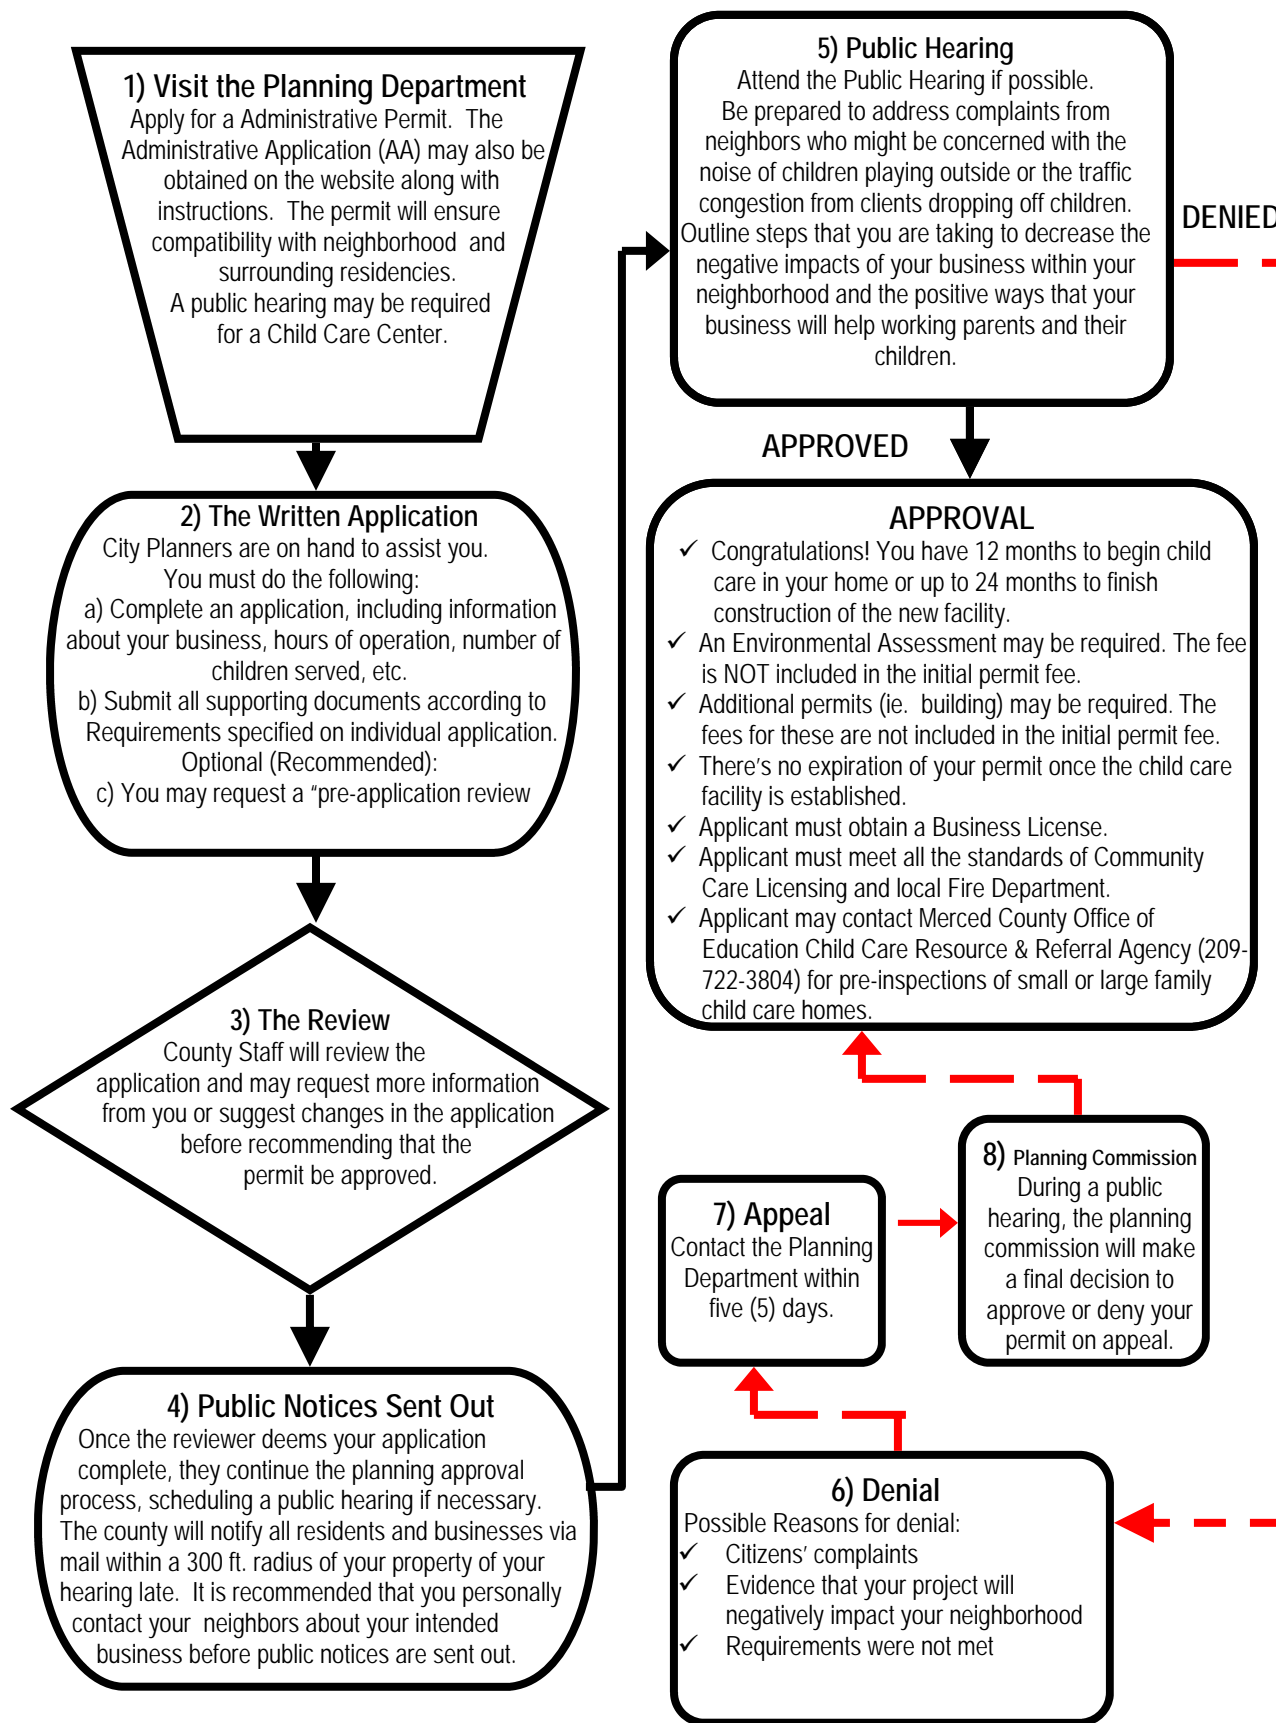 1) Visit the Planning Department
Apply for a Administrative Permit. The
Administrative Application (AA) may also be
obtained on the website along with
instructions. The permit will ensure
compatibility with neighborhood and
surrounding residencies.
A public hearing may be required
for a Child Care Center.
2) The Written Application
City Planners are on hand to assist you.
You must do the following:
a) Complete an application, including information
about your business, hours of operation, number of
children served, etc.
b) Submit all supporting documents according to
Requirements specified on individual application.
Optional (Recommended):
c) You may request a “pre-application review
3) The Review
County Staff will review the
application and may request more information
from you or suggest changes in the application
before recommending that the
permit be approved.
4) Public Notices Sent Out
Once the reviewer deems your application
complete, they continue the planning approval
process, scheduling a public hearing if necessary.
The county will notify all residents and businesses via
mail within a 300 ft. radius of your property of your
hearing late. It is recommended that you personally
contact your neighbors about your intended
business before public notices are sent out.
5) Public Hearing
Attend the Public Hearing if possible.
Be prepared to address complaints from
neighbors who might be concerned with the
noise of children playing outside or the traffic
congestion from clients dropping off children.
Outline steps that you are taking to decrease the
negative impacts of your business within your
neighborhood and the positive ways that your
business will help working parents and their
children.
DENIED
APPROVED
APPROVAL
✓ Congratulations! You have 12 months to begin child
care in your home or up to 24 months to finish
construction of the new facility.
✓ An Environmental Assessment may be required. The fee
is NOT included in the initial permit fee.
✓ Additional permits (ie. building) may be required. The
fees for these are not included in the initial permit fee.
✓ There's no expiration of your permit once the child care
facility is established.
✓ Applicant must obtain a Business License.
✓ Applicant must meet all the standards of Community
Care Licensing and local Fire Department.
✓ Applicant may contact Merced County Office of
Education Child Care Resource & Referral Agency (209-
722-3804) for pre-inspections of small or large family
child care homes.
6) Denial
Possible Reasons for denial:
✓ Citizens' complaints
✓ Evidence that your project will
negatively impact your neighborhood
✓ Requirements were not met
7) Appeal
Contact the Planning
Department within
five (5) days.
8) Planning Commission
During a public
hearing, the planning
commission will make
a final decision to
approve or deny your
permit on appeal.